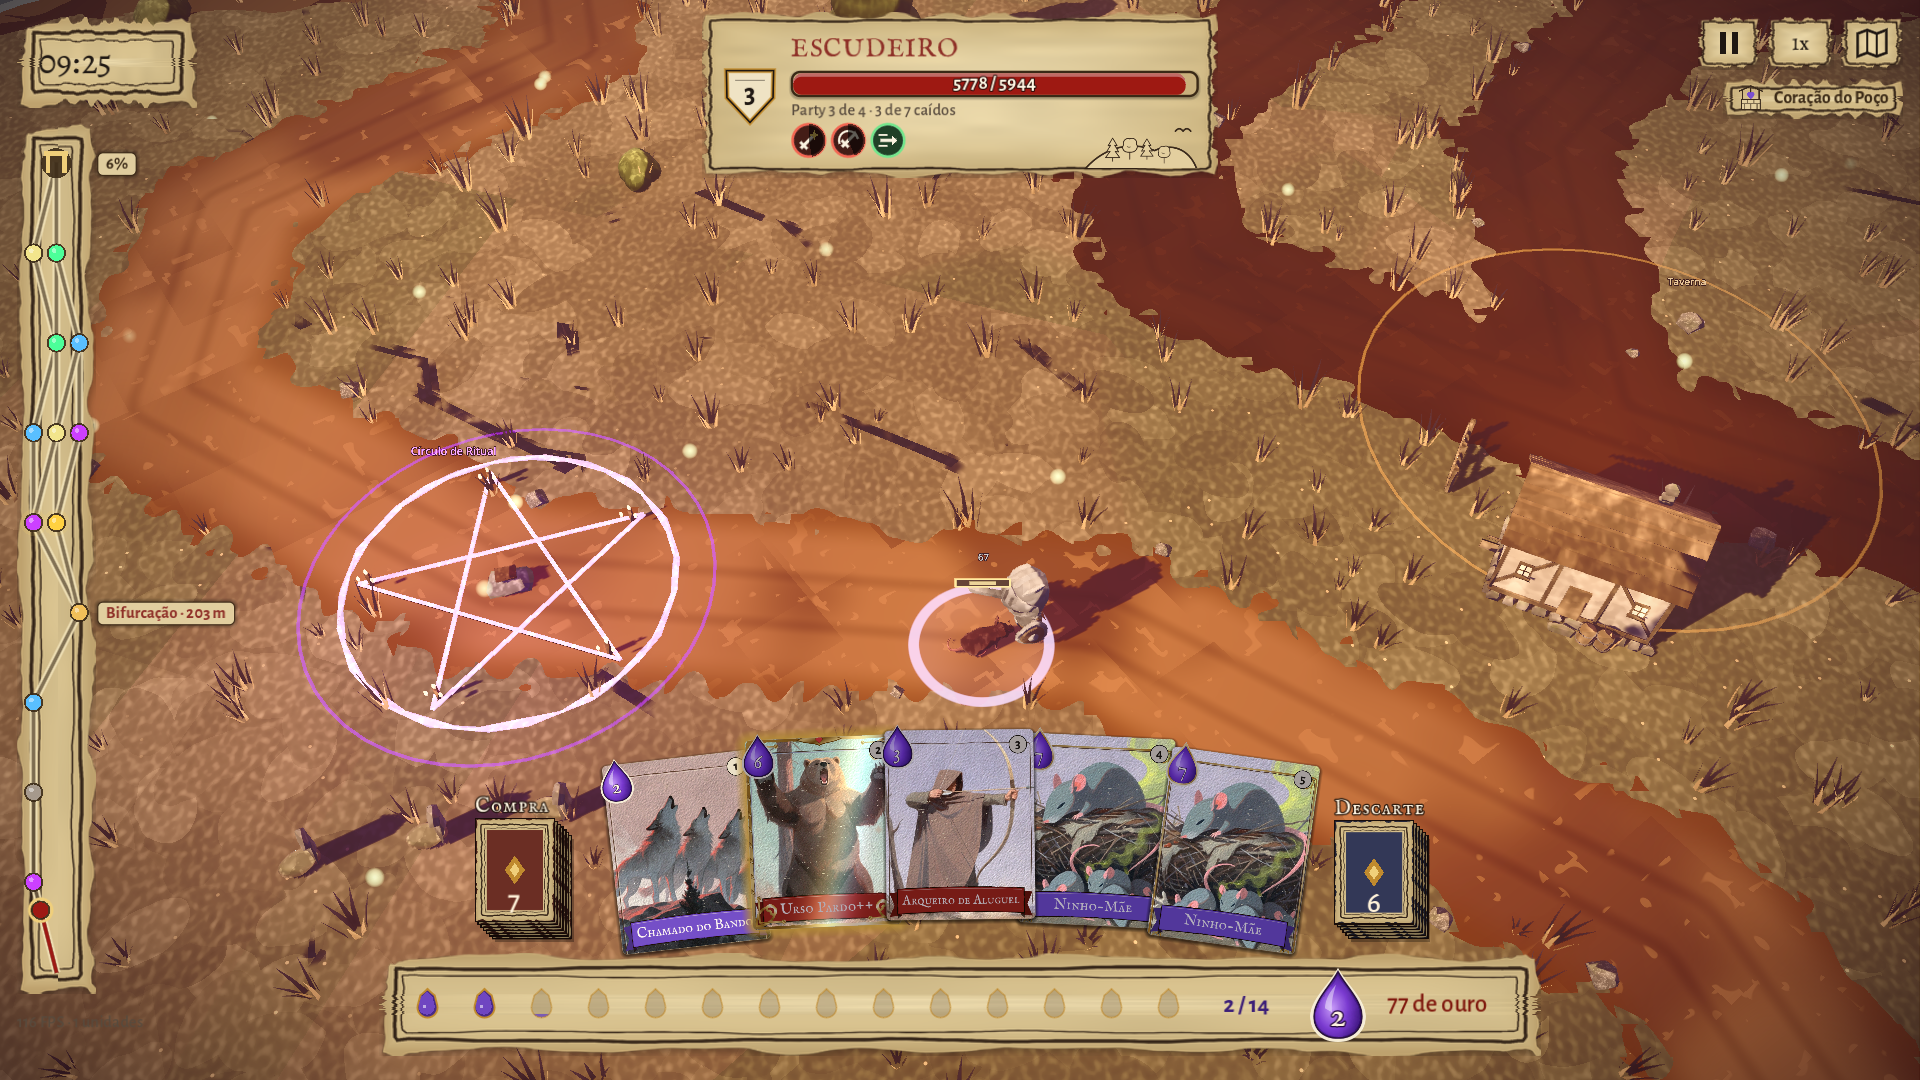 09:25
ESCUDEIRO
3
5778/5944
Party 3 de 4 · 3 de 7 caídos
1x
Coração do Poço
6%
Taverna
Círculo de Ritual
67
Bifurcação · 203 m
Compra
7
2
1
Chamado do Bando
6
2
Urso Pardo++
3
3
Arqueiro de Aluguel
7
4
Ninho-Mãe
7
5
Ninho-Mãe
Descarte
6
2/14
2
77 de ouro